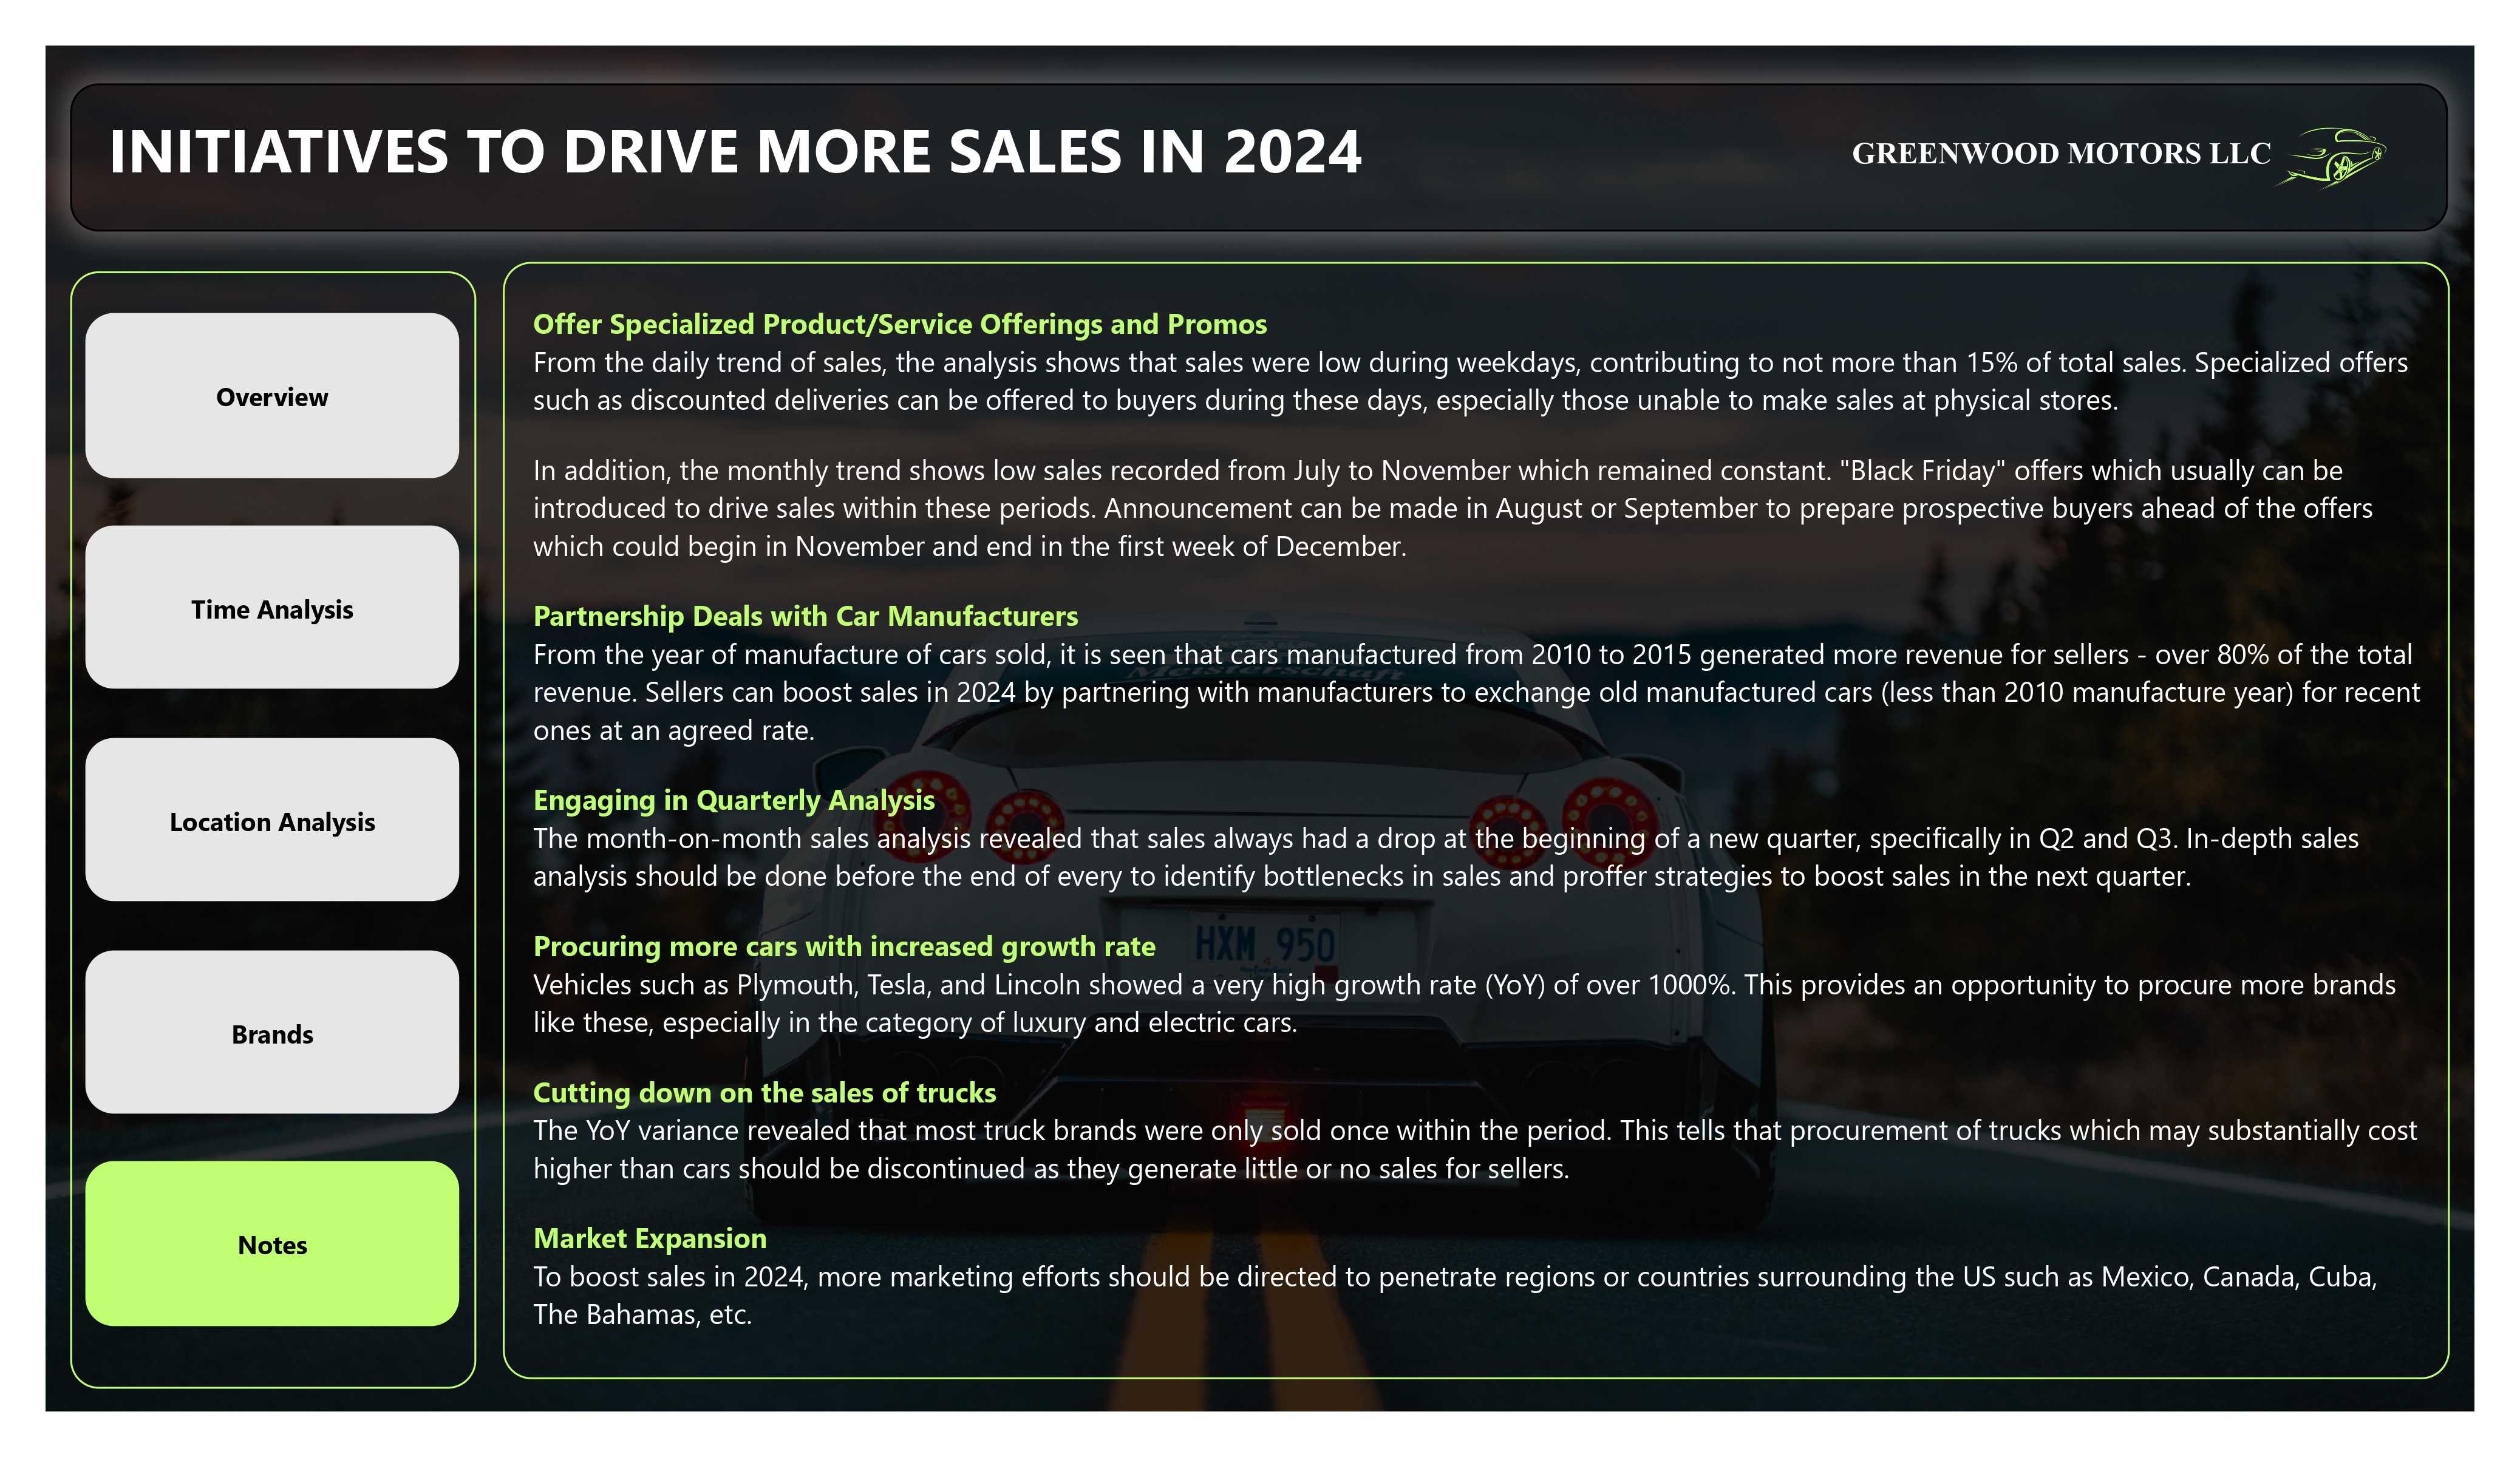 INITIATIVES TO DRIVE MORE SALES IN 2024
GREENWOOD MOTORS LLC
Overview
Time Analysis
Location Analysis
Brands
Notes
Offer Specialized Product/Service Offerings and Promos
From the daily trend of sales, the analysis shows that sales were low during weekdays, contributing to not more than 15% of total sales. Specialized offers
such as discounted deliveries can be offered to buyers during these days, especially those unable to make sales at physical stores.
In addition, the monthly trend shows low sales recorded from July to November which remained constant. "Black Friday" offers which usually can be
introduced to drive sales within these periods. Announcement can be made in August or September to prepare prospective buyers ahead of the offers
which could begin in November and end in the first week of December.
Partnership Deals with Car Manufacturers
From the year of manufacture of cars sold, it is seen that cars manufactured from 2010 to 2015 generated more revenue for sellers - over 80% of the total
revenue. Sellers can boost sales in 2024 by partnering with manufacturers to exchange old manufactured cars (less than 2010 manufacture year) for recent
ones at an agreed rate.
Meisterschaft
Engaging in Quarterly Analysis
The month-on-month sales analysis revealed that sales always had a drop at the beginning of a new quarter, specifically in Q2 and Q3. In-depth sales
analysis should be done before the end of every to identify bottlenecks in sales and proffer strategies to boost sales in the next quarter.
HXM 950
Procuring more cars with increased growth rate
Vehicles such as Plymouth, Tesla, and Lincoln showed a very high growth rate (YoY) of over 1000%. This provides an opportunity to procure more brands
like these, especially in the category of luxury and electric cars.
Cutting down on the sales of trucks
The YoY variance revealed that most truck brands were only sold once within the period. This tells that procurement of trucks which may substantially cost
higher than cars should be discontinued as they generate little or no sales for sellers.
Market Expansion
To boost sales in 2024, more marketing efforts should be directed to penetrate regions or countries surrounding the US such as Mexico, Canada, Cuba,
The Bahamas, etc.